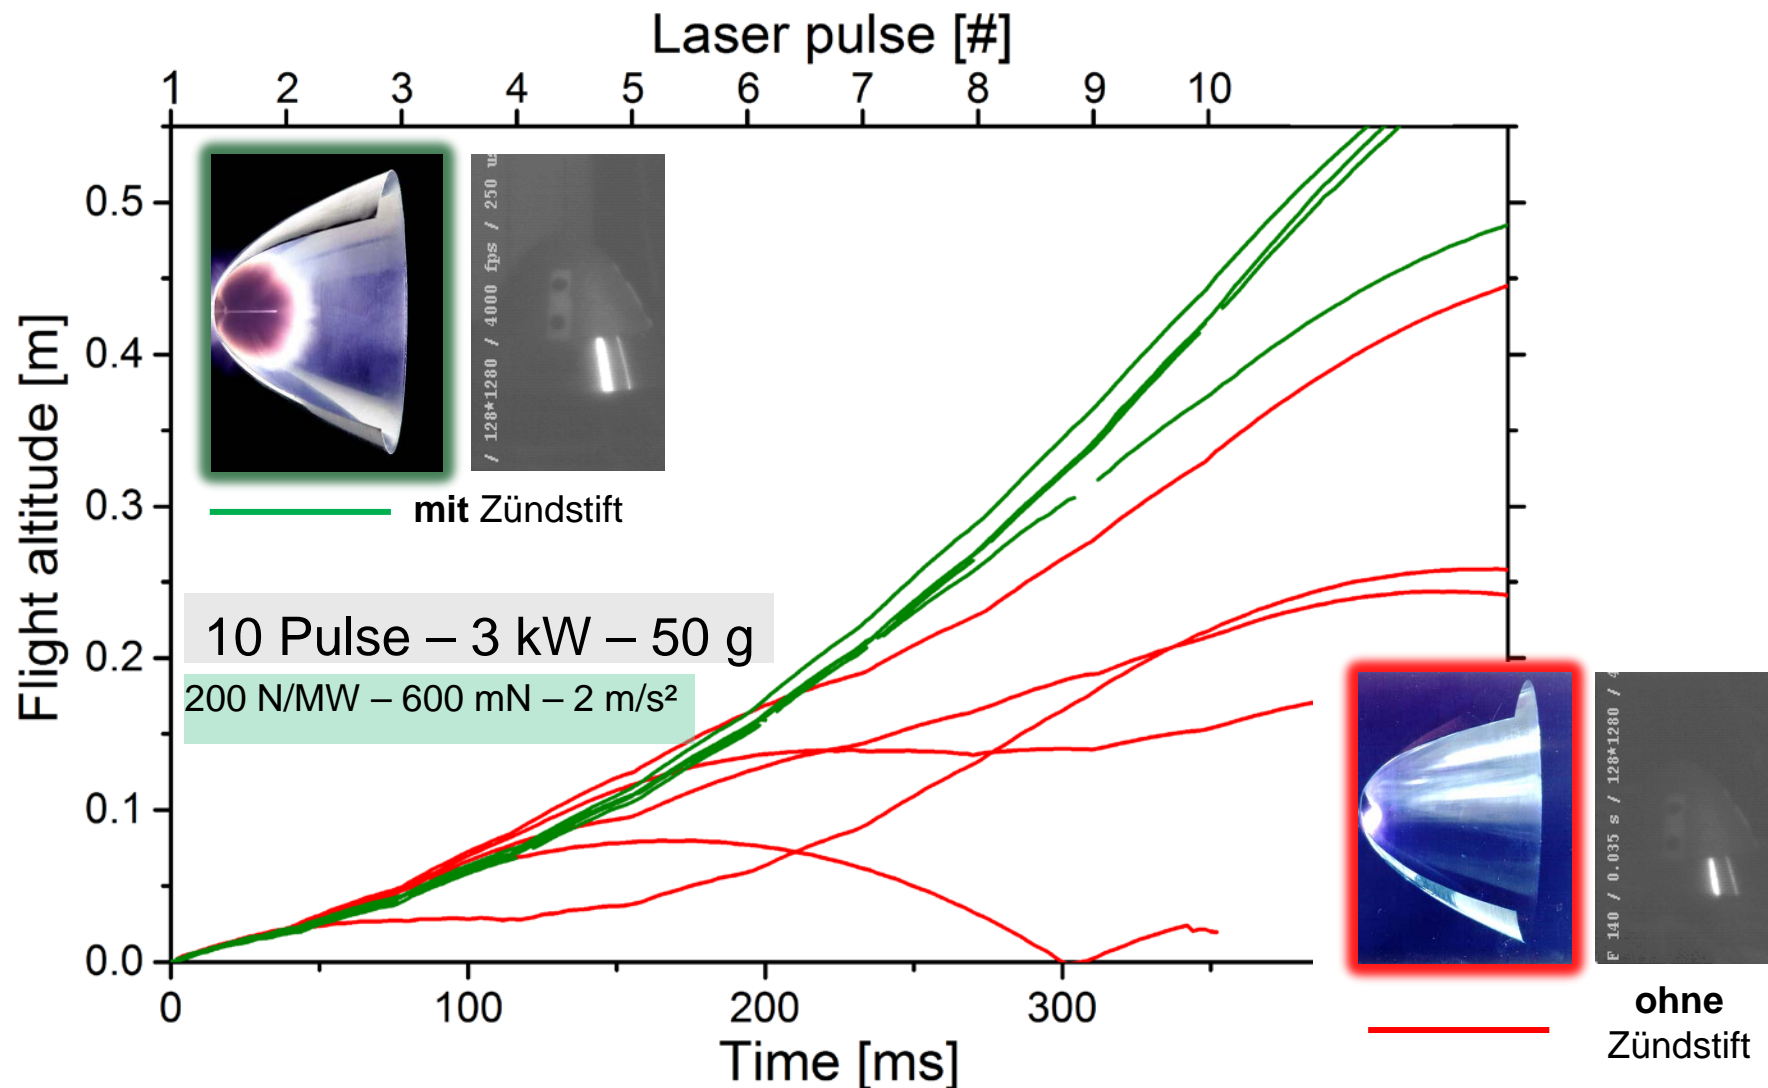 Laser pulse [#]
1 2 3 4 5 6 7 8 9 10
Flight altitude [m]
0.5
0.4
0.3
0.2
0.1
0.0
/ 128*1280 / 4000 fps / 250 u
mit Zündstift
10 Pulse – 3 kW – 50 g
200 N/MW – 600 mN – 2 m/s²
F 140 / 0.035 s / 128*1280 /
ohne
Zündstift
0 100 200 300
Time [ms]